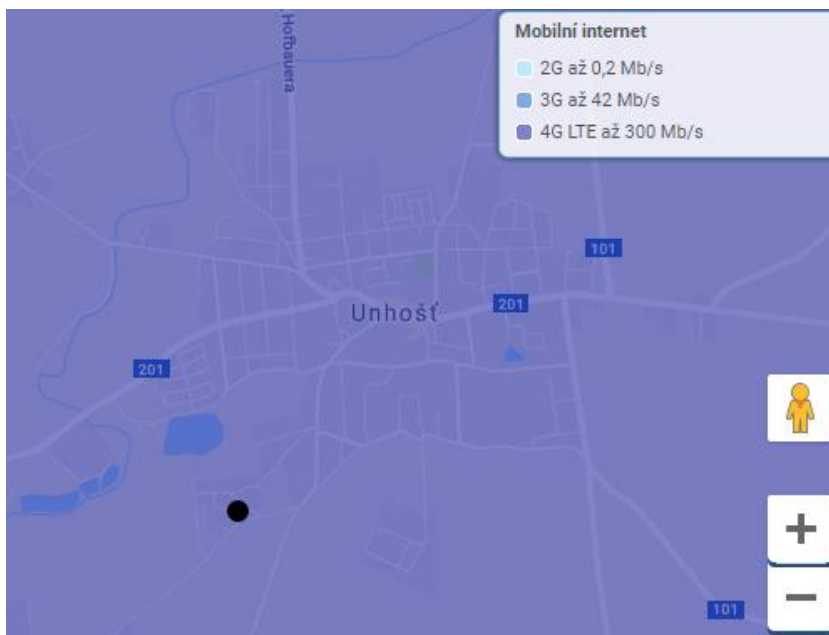 Hofbauera
Mobilní internet
2G až 0,2 Mb/s
3G až 42 Mb/s
4G LTE až 300 Mb/s
101
201
Unhošť
201
101